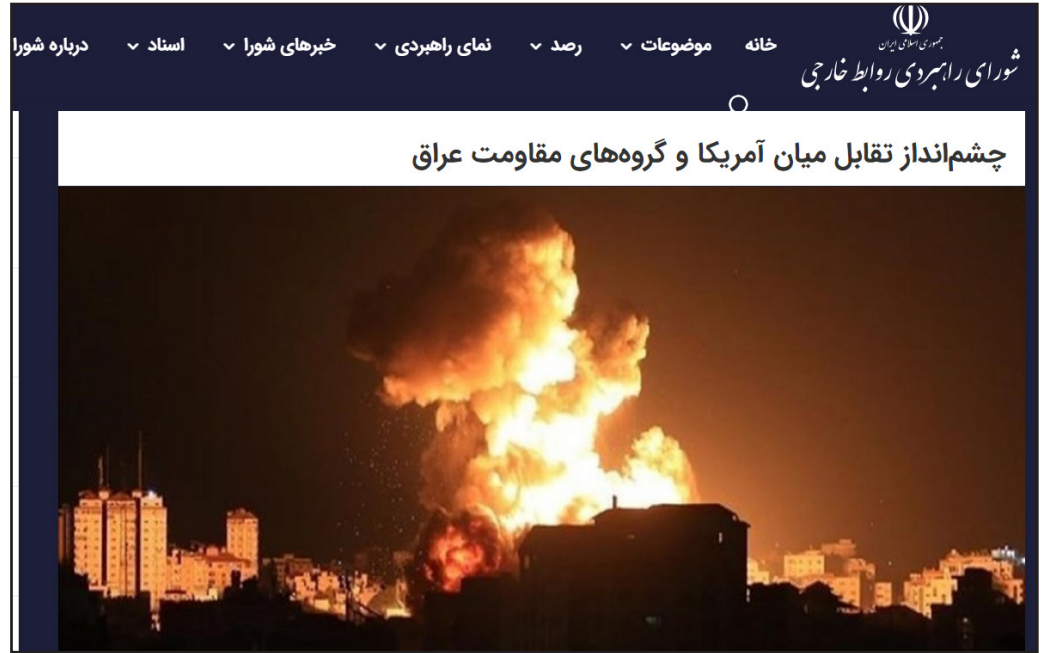 جمهوری اسلامی ایران
شورای راهبردی روابط خارجی
خانه موضوعات رصد نمای راهبردی خبرهای شورا اسناد درباره شورا
چشم‌انداز تقابل میان آمریکا و گروه‌های مقاومت عراق